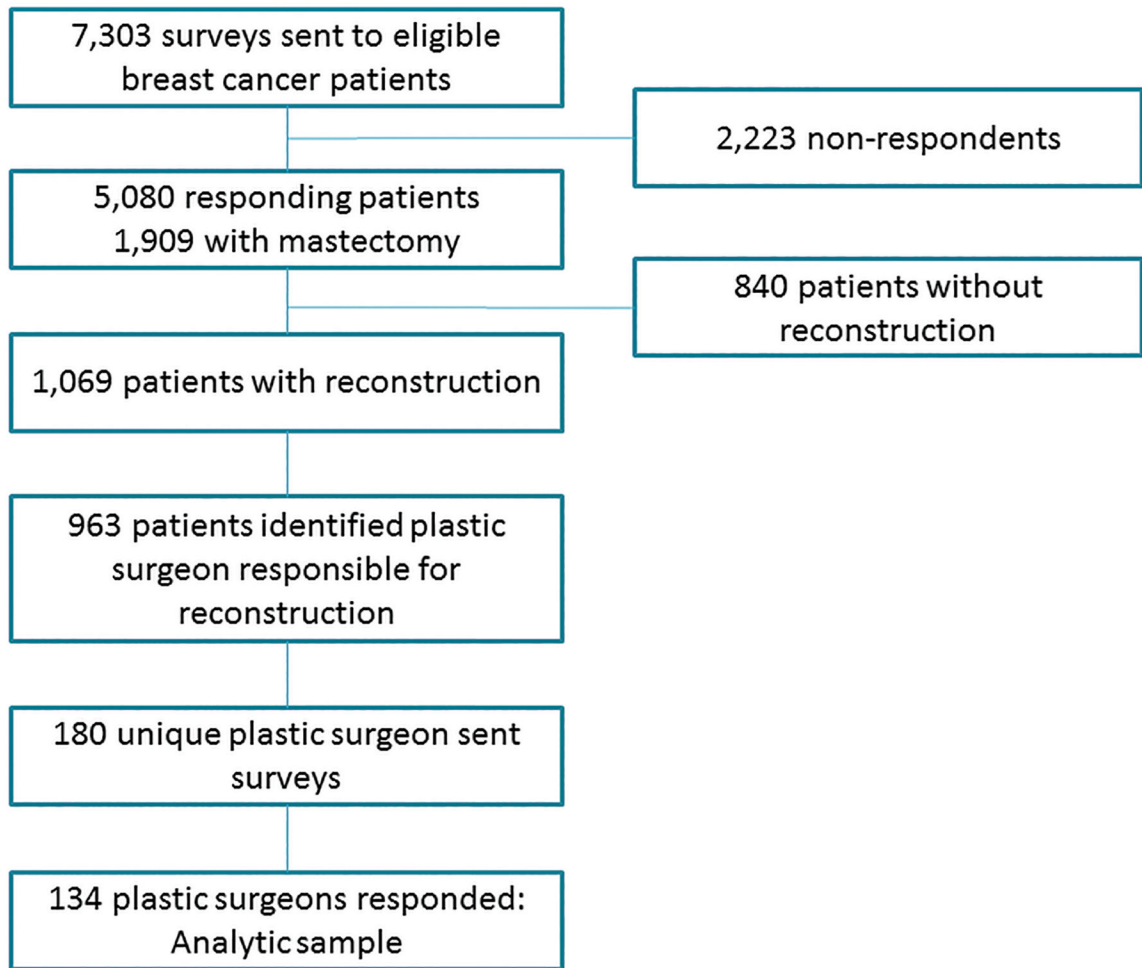 7,303 surveys sent to eligible
breast cancer patients
2,223 non-respondents
5,080 responding patients
1,909 with mastectomy
840 patients without
reconstruction
1,069 patients with reconstruction
963 patients identified plastic
surgeon responsible for
reconstruction
180 unique plastic surgeon sent
surveys
134 plastic surgeons responded:
Analytic sample